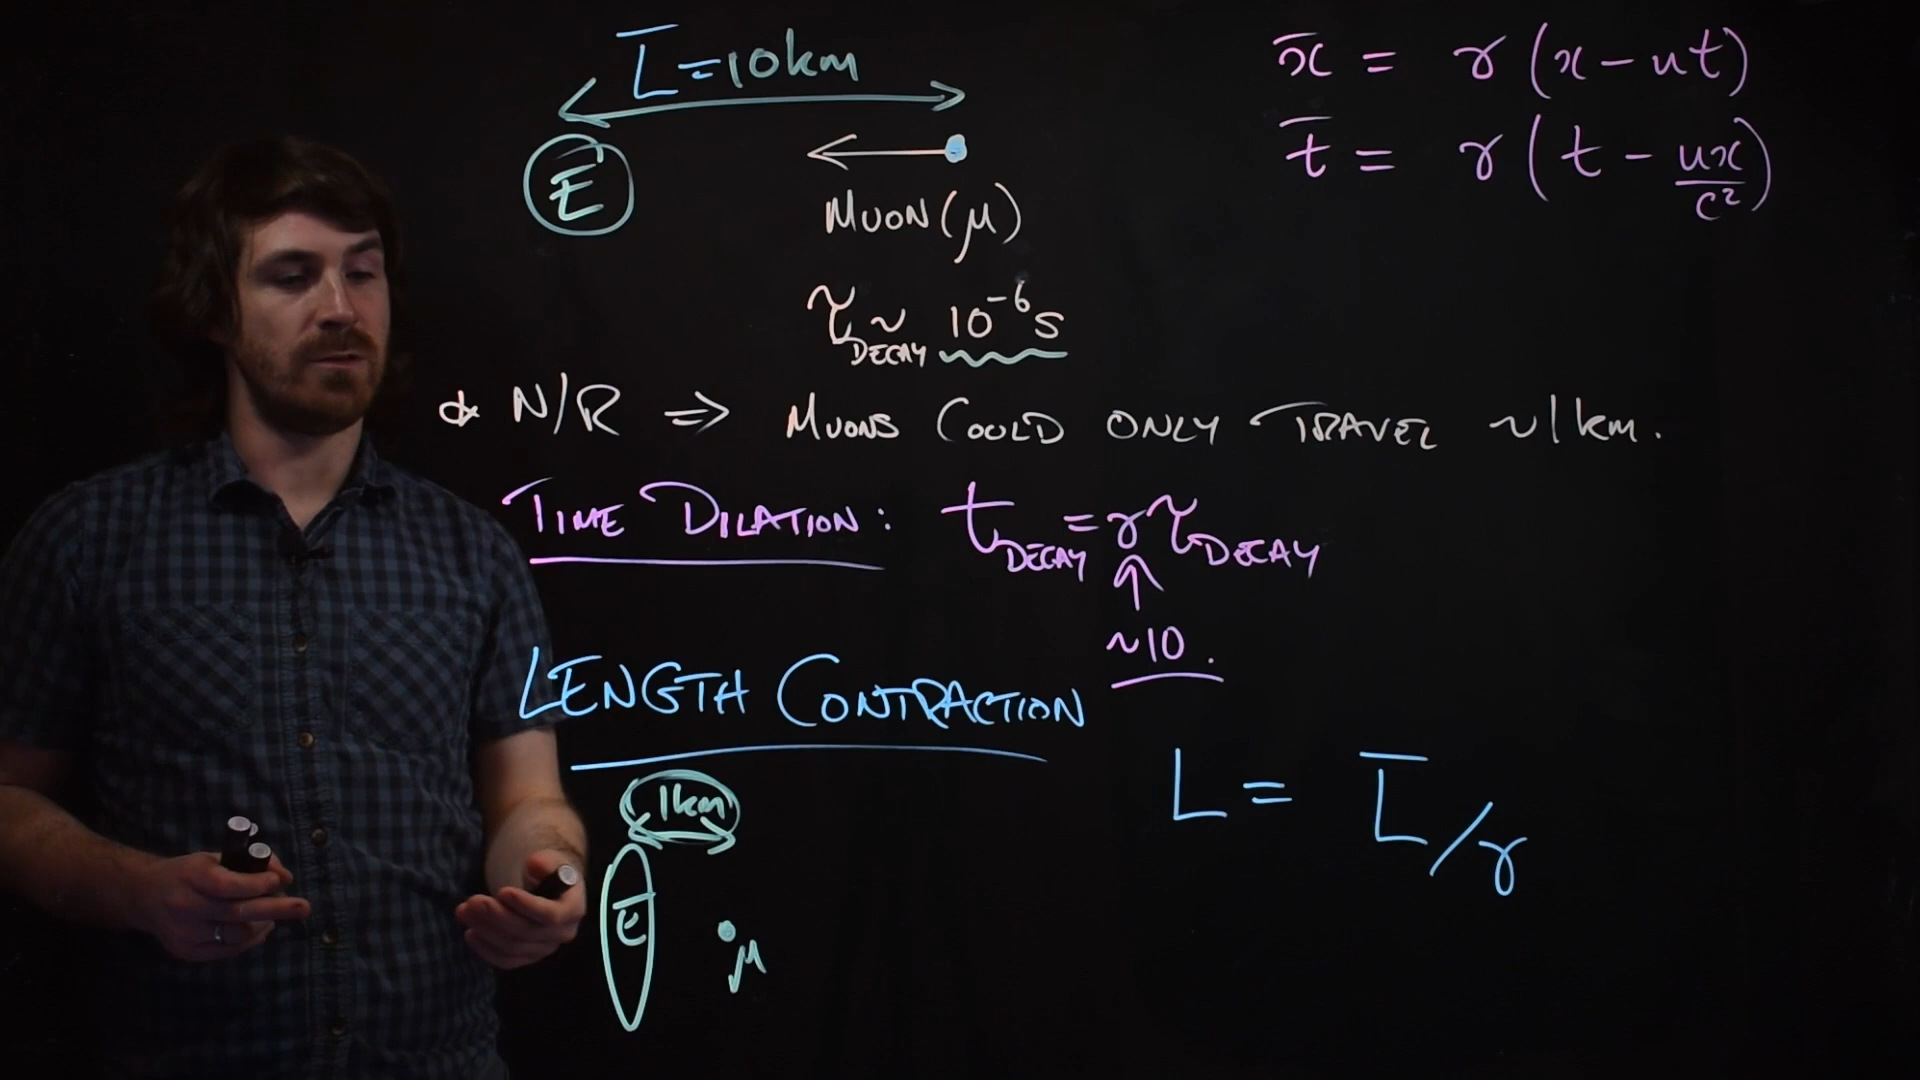 L̅ = 10km
x̅ = γ(x - ut)
E
t̅ = γ(t - ux/c²)
MUON (μ)
τ_DECAY ~ 10⁻⁶ s
* N/R ⇒ MUONS COULD ONLY TRAVEL ~1km.
TIME DILATION: t_DECAY = γ τ_DECAY
~10.
LENGTH CONTRACTION
L = L̅/γ
1km
E
μ